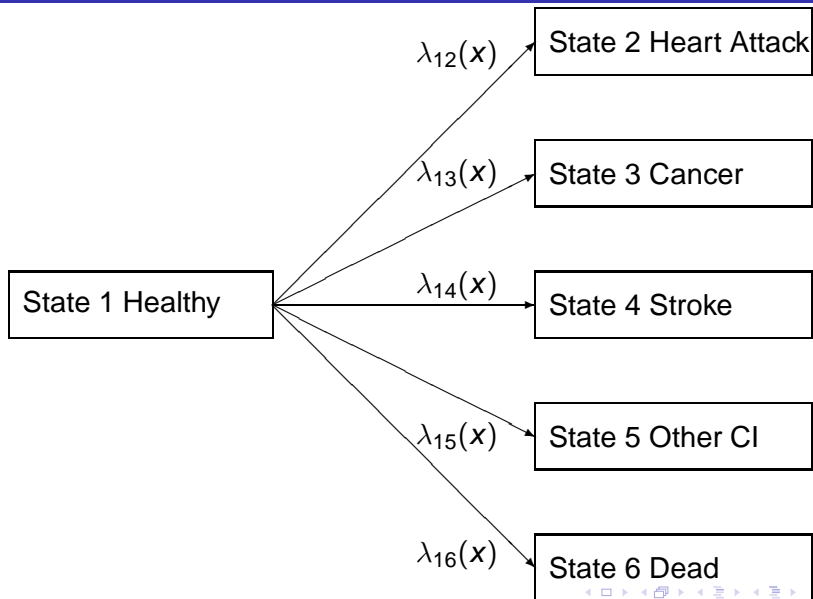 λ₁₂(x)
State 2 Heart Attack
λ₁₃(x)
State 3 Cancer
State 1 Healthy
λ₁₄(x)
State 4 Stroke
λ₁₅(x)
State 5 Other CI
λ₁₆(x)
State 6 Dead